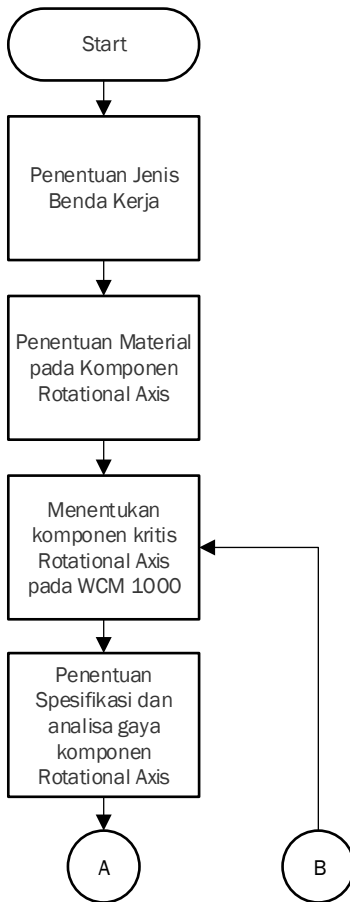 Start
Penentuan Jenis
Benda Kerja
Penentuan Material
pada Komponen
Rotational Axis
Menentukan
komponen kritis
Rotational Axis
pada WCM 1000
Penentuan
Spesifikasi dan
analisa gaya
komponen
Rotational Axis
A
B